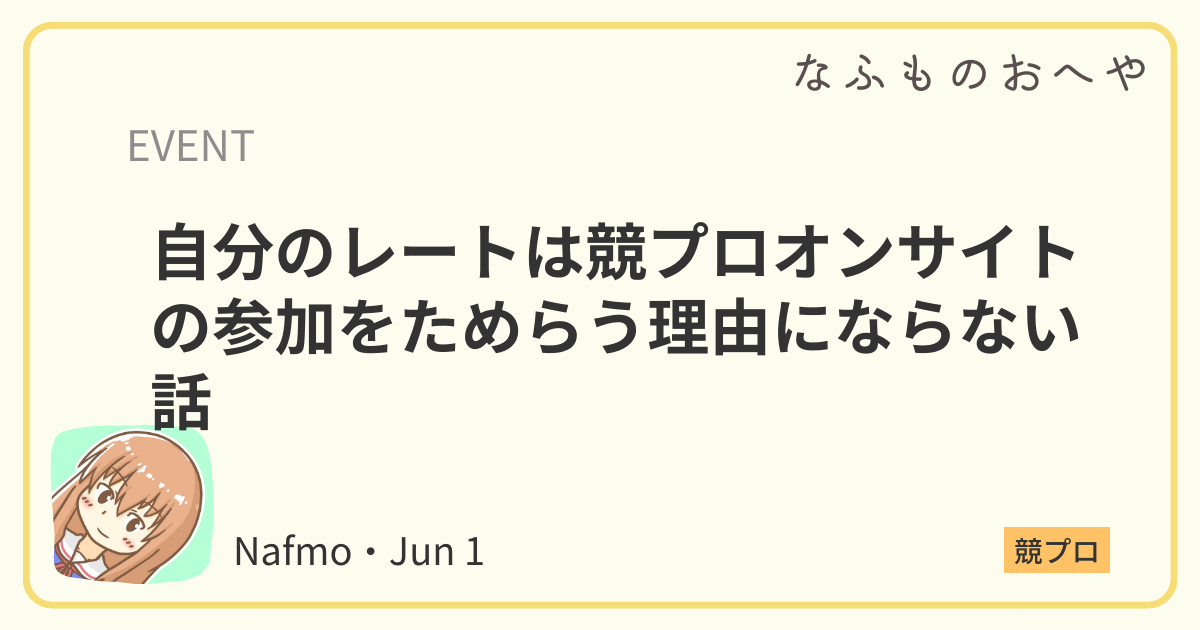 なふものおへや
EVENT
自分のレートは競プロオンサイト
の参加をためらう理由にならない
話
Nafmo・Jun 1
競プロ